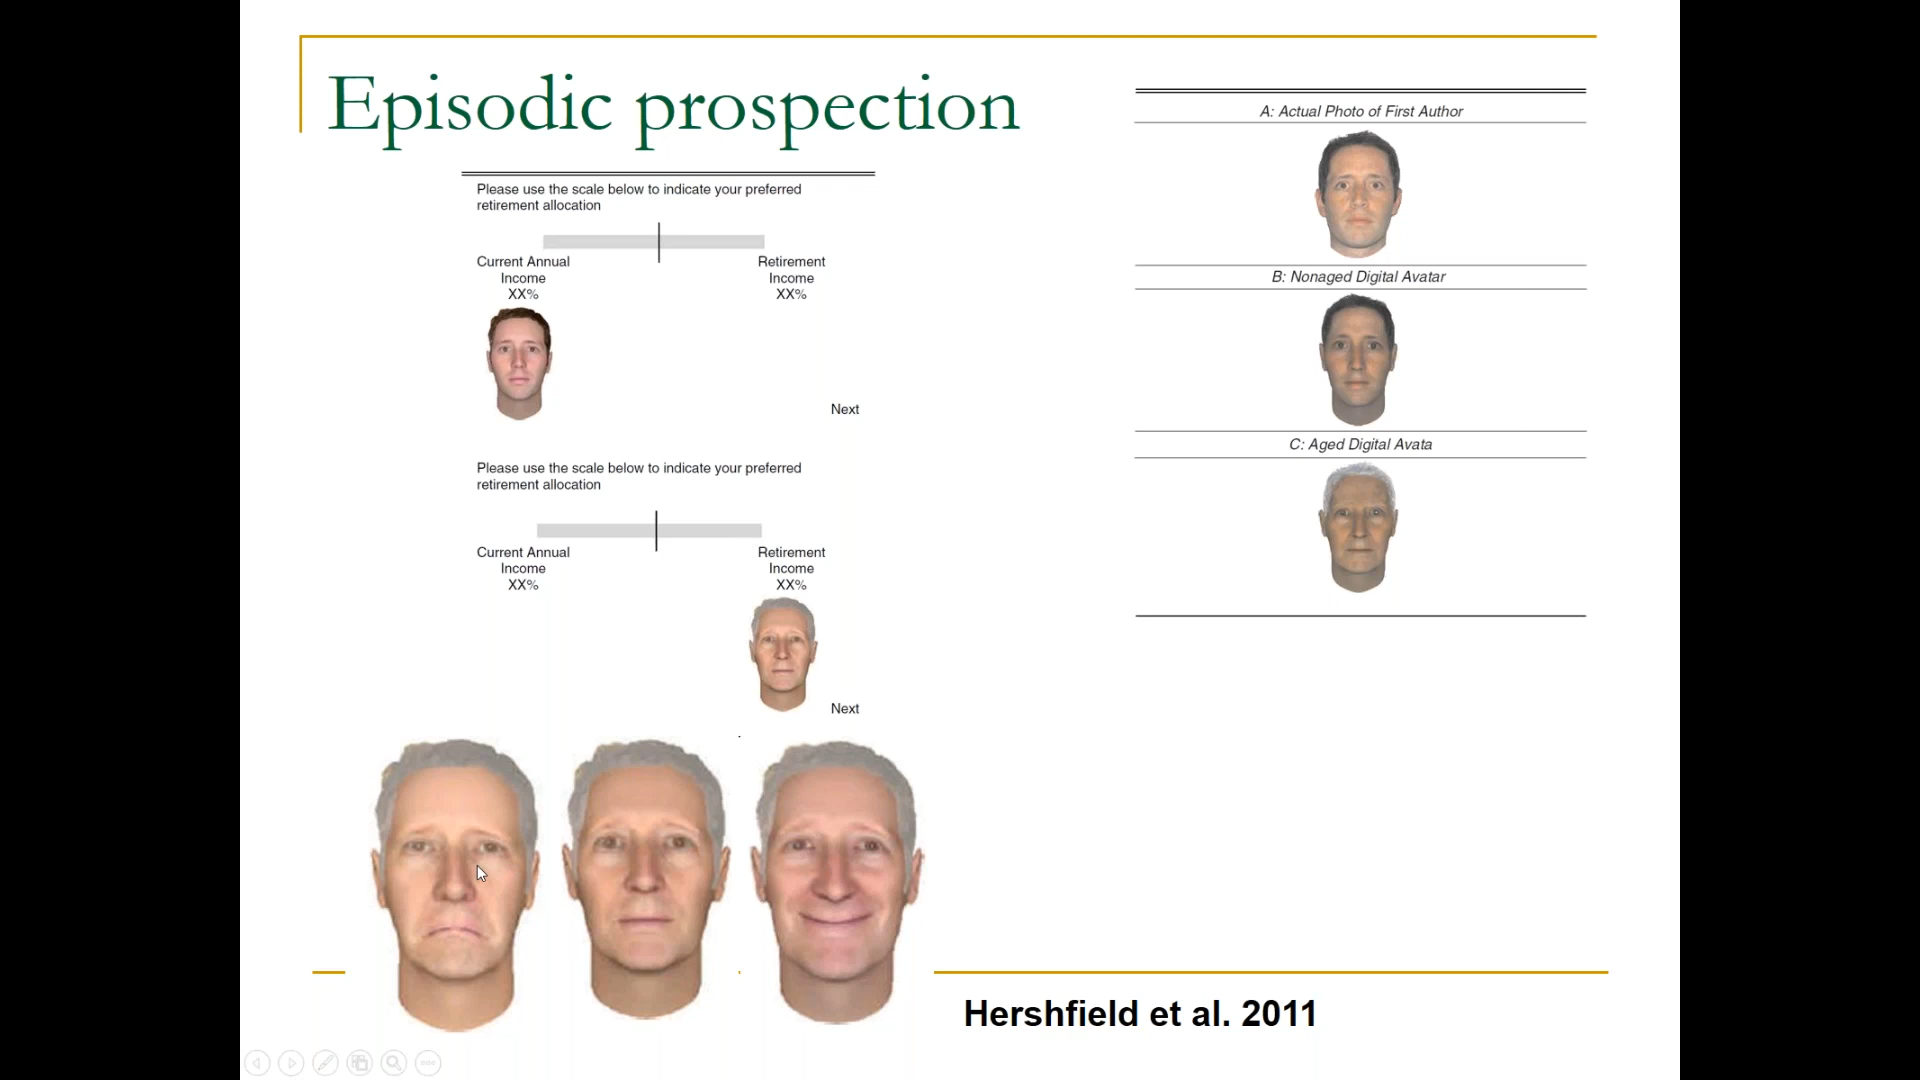 Episodic prospection
Please use the scale below to indicate your preferred
retirement allocation
Current Annual
Income
XX%
Retirement
Income
XX%
Next
Please use the scale below to indicate your preferred
retirement allocation
Current Annual
Income
XX%
Retirement
Income
XX%
Next
A: Actual Photo of First Author
B: Nonaged Digital Avatar
C: Aged Digital Avata
Hershfield et al. 2011